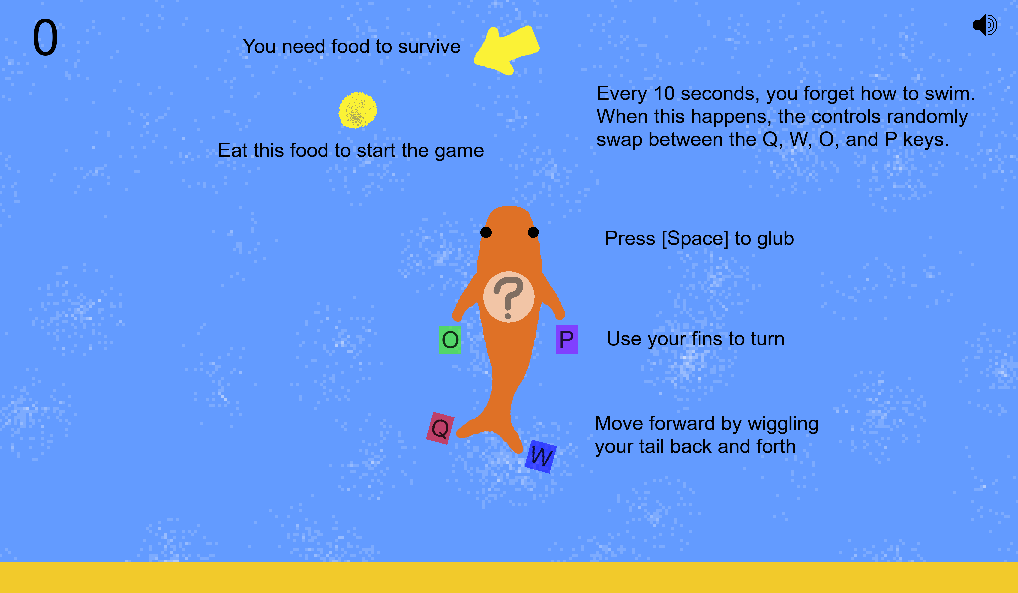 0
You need food to survive
Eat this food to start the game
Every 10 seconds, you forget how to swim.
When this happens, the controls randomly
swap between the Q, W, O, and P keys.
Press [Space] to glub
?
O
P
Use your fins to turn
Q
W
Move forward by wiggling
your tail back and forth